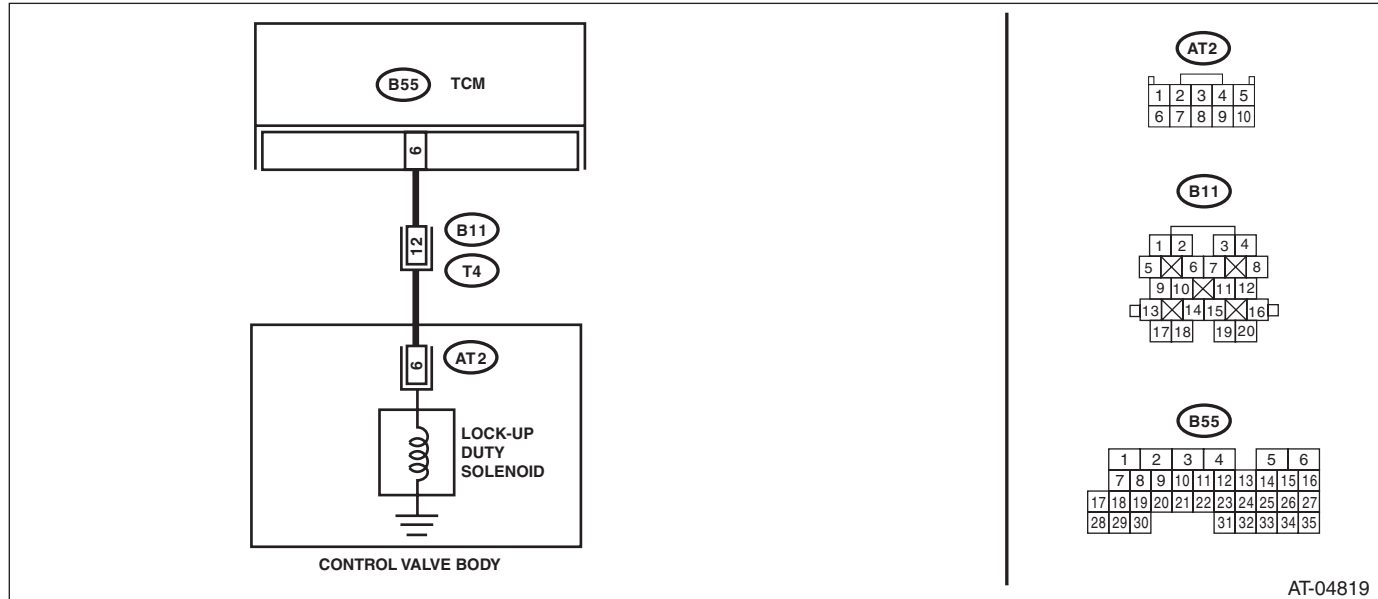 B55 TCM
6
12
B11
T4
6
AT2
LOCK-UP
DUTY
SOLENOID
CONTROL VALVE BODY
AT2
1 2 3 4 5
6 7 8 9 10
B11
1 2 3 4
5 6 7 8
9 10 11 12
13 14 15 16
17 18 19 20
B55
1 2 3 4 5 6
7 8 9 10 11 12 13 14 15 16
17 18 19 20 21 22 23 24 25 26 27
28 29 30 31 32 33 34 35
AT-04819